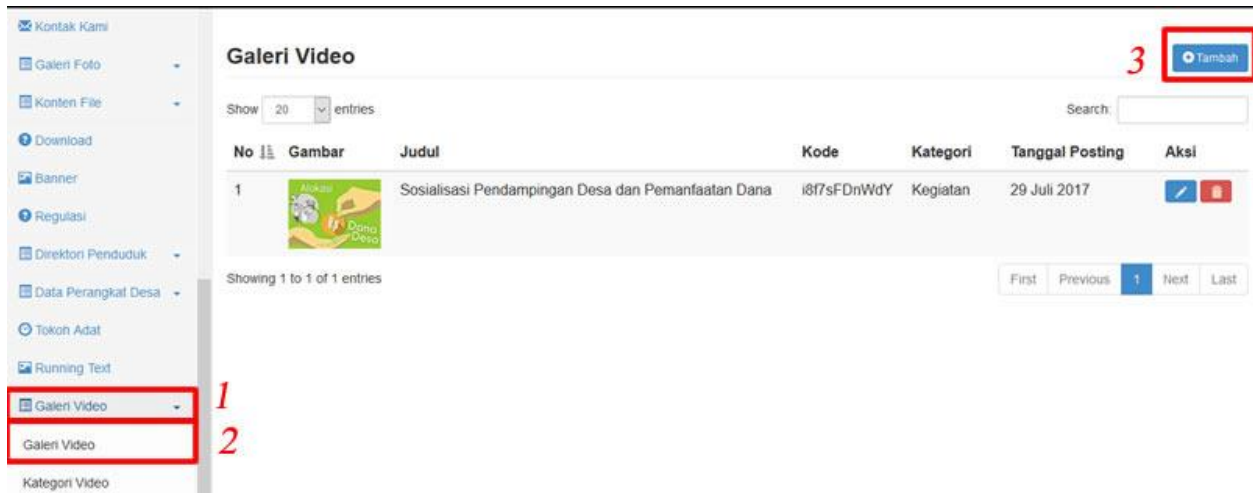 Kontak Kami
Galeri Foto
Konten File
Download
Banner
Regulasi
Direktori Penduduk
Data Perangkat Desa
Tokoh Adat
Running Text
Galeri Video
Galeri Video
Kategori Video
1
2
Galeri Video
3
Tambah
Show 20 entries
Search:
No Gambar Judul Kode Kategori Tanggal Posting Aksi
1 Sosialisasi Pendampingan Desa dan Pemanfaatan Dana i8f7sFDnWdY Kegiatan 29 Juli 2017
Alokasi
Dana
Desa
Showing 1 to 1 of 1 entries
First Previous 1 Next Last